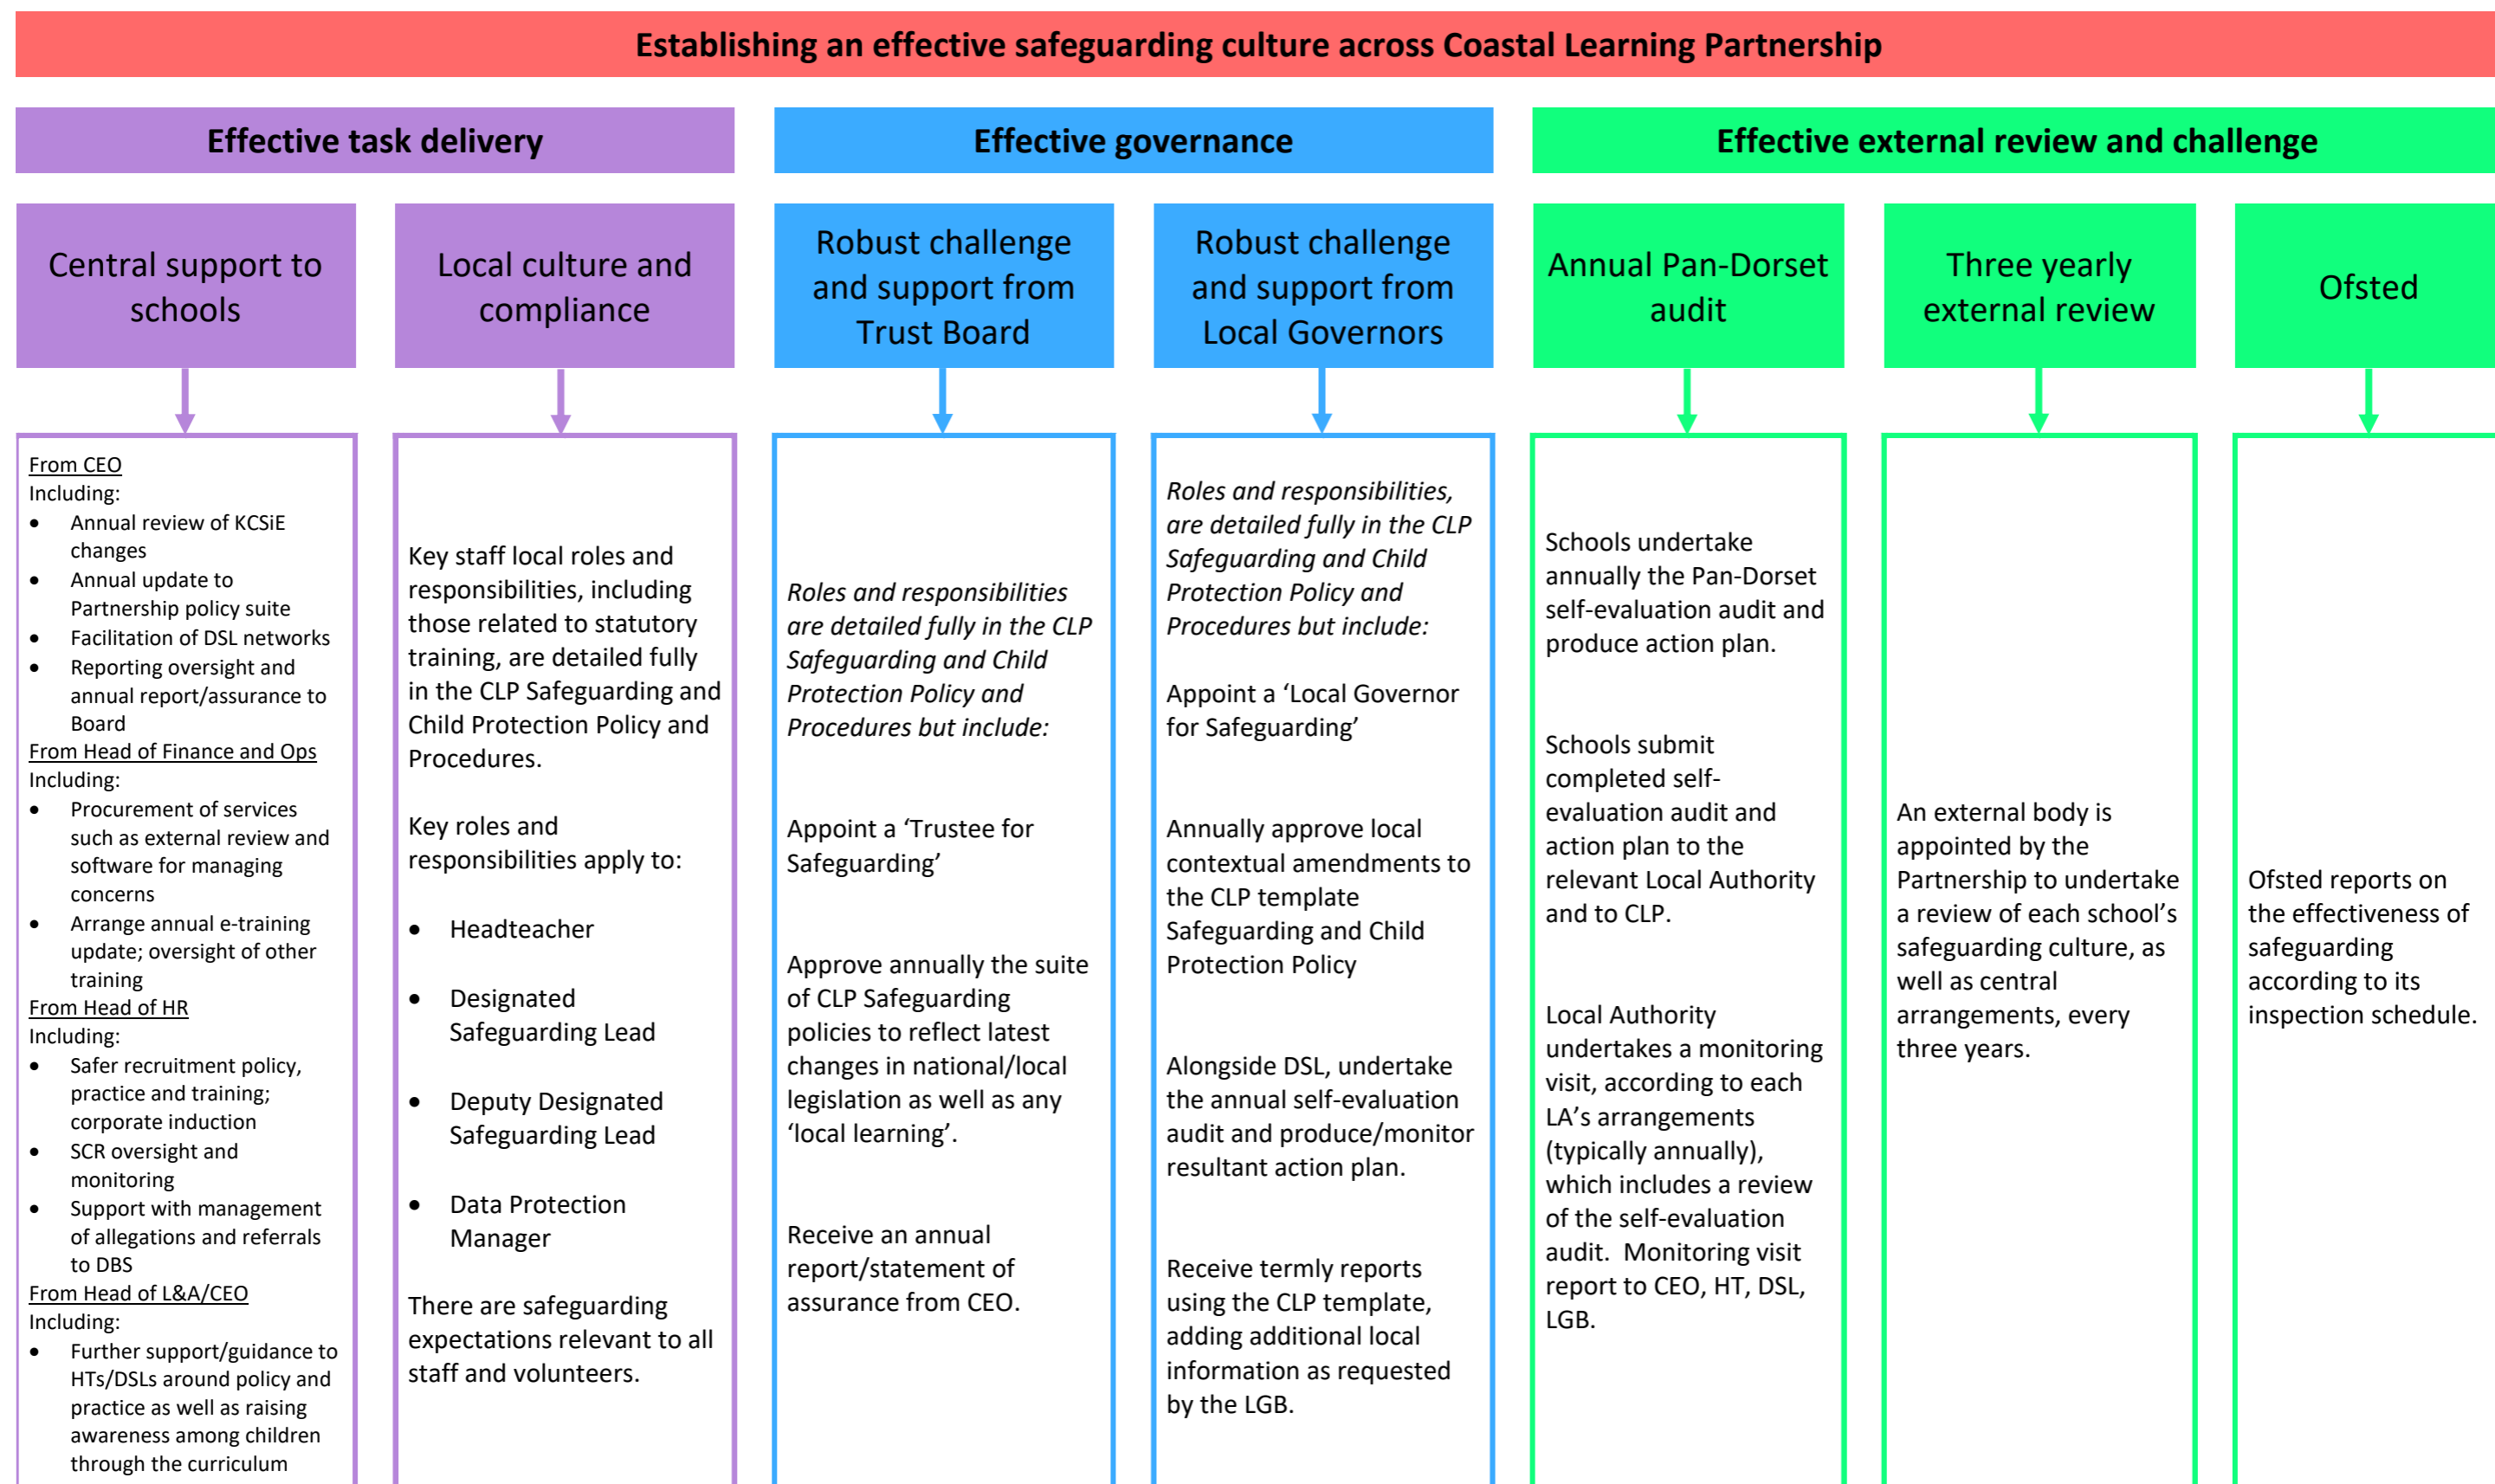 Establishing an effective safeguarding culture across Coastal Learning Partnership
Effective task delivery
Effective governance
Effective external review and challenge
Central support to
schools
Local culture and
compliance
Robust challenge
and support from
Trust Board
Robust challenge
and support from
Local Governors
Annual Pan-Dorset
audit
Three yearly
external review
Ofsted
From CEO
Including:
• Annual review of KCSiE
changes
• Annual update to
Partnership policy suite
• Facilitation of DSL networks
• Reporting oversight and
annual report/assurance to
Board
From Head of Finance and Ops
Including:
• Procurement of services
such as external review and
software for managing
concerns
• Arrange annual e-training
update; oversight of other
training
From Head of HR
Including:
• Safer recruitment policy,
practice and training;
corporate induction
• SCR oversight and
monitoring
• Support with management
of allegations and referrals
to DBS
From Head of L&A/CEO
Including:
• Further support/guidance to
HTs/DSLs around policy and
practice as well as raising
awareness among children
through the curriculum
Key staff local roles and
responsibilities, including
those related to statutory
training, are detailed fully
in the CLP Safeguarding and
Child Protection Policy and
Procedures.
Key roles and
responsibilities apply to:
• Headteacher
• Designated
Safeguarding Lead
• Deputy Designated
Safeguarding Lead
• Data Protection
Manager
There are safeguarding
expectations relevant to all
staff and volunteers.
Roles and responsibilities
are detailed fully in the CLP
Safeguarding and Child
Protection Policy and
Procedures but include:
Appoint a ‘Trustee for
Safeguarding’
Approve annually the suite
of CLP Safeguarding
policies to reflect latest
changes in national/local
legislation as well as any
‘local learning’.
Receive an annual
report/statement of
assurance from CEO.
Roles and responsibilities,
are detailed fully in the CLP
Safeguarding and Child
Protection Policy and
Procedures but include:
Appoint a ‘Local Governor
for Safeguarding’
Annually approve local
contextual amendments to
the CLP template
Safeguarding and Child
Protection Policy
Alongside DSL, undertake
the annual self-evaluation
audit and produce/monitor
resultant action plan.
Receive termly reports
using the CLP template,
adding additional local
information as requested
by the LGB.
Schools undertake
annually the Pan-Dorset
self-evaluation audit and
produce action plan.
Schools submit
completed self-
evaluation audit and
action plan to the
relevant Local Authority
and to CLP.
Local Authority
undertakes a monitoring
visit, according to each
LA’s arrangements
(typically annually),
which includes a review
of the self-evaluation
audit.  Monitoring visit
report to CEO, HT, DSL,
LGB.
An external body is
appointed by the
Partnership to undertake
a review of each school’s
safeguarding culture, as
well as central
arrangements, every
three years.
Ofsted reports on
the effectiveness of
safeguarding
according to its
inspection schedule.